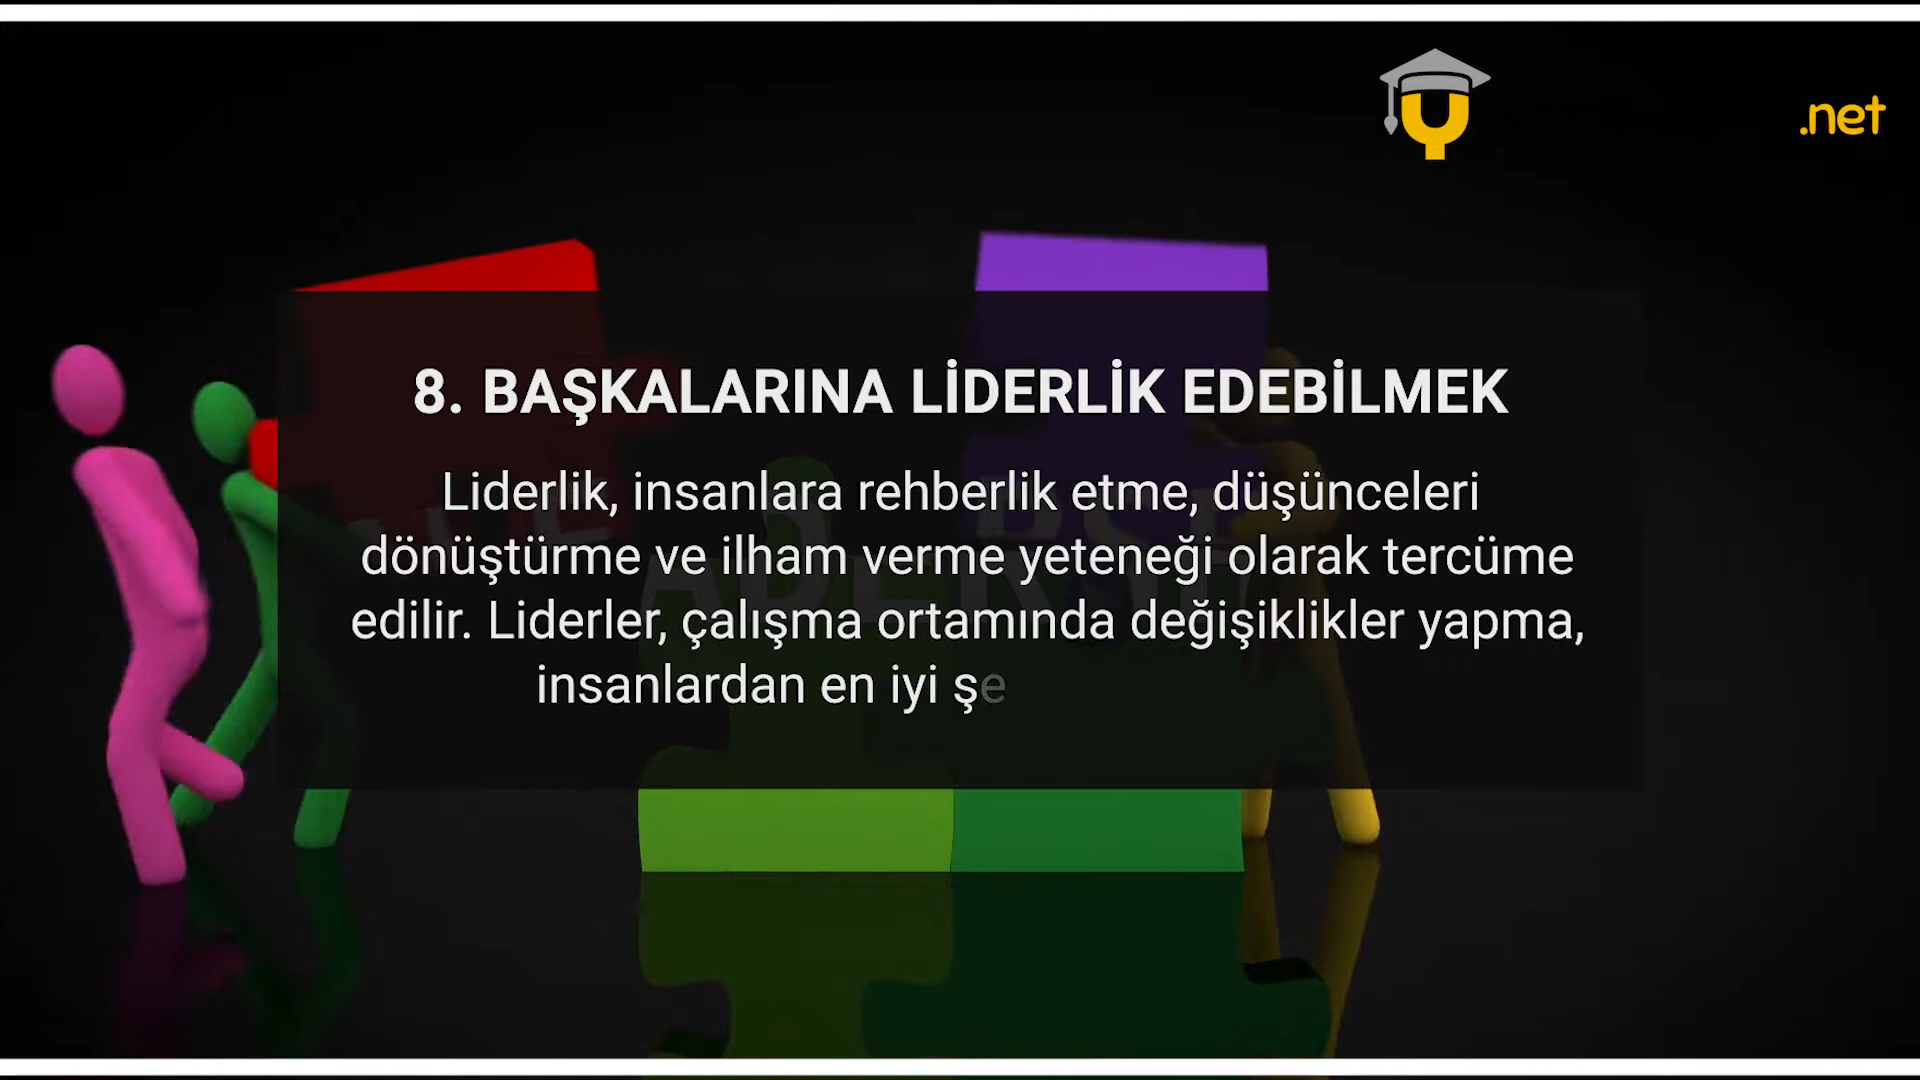 .net
8. BAŞKALARINA LİDERLİK EDEBİLMEK
Liderlik, insanlara rehberlik etme, düşünceleri
dönüştürme ve ilham verme yeteneği olarak tercüme
edilir. Liderler, çalışma ortamında değişiklikler yapma,
insanlardan en iyi şe